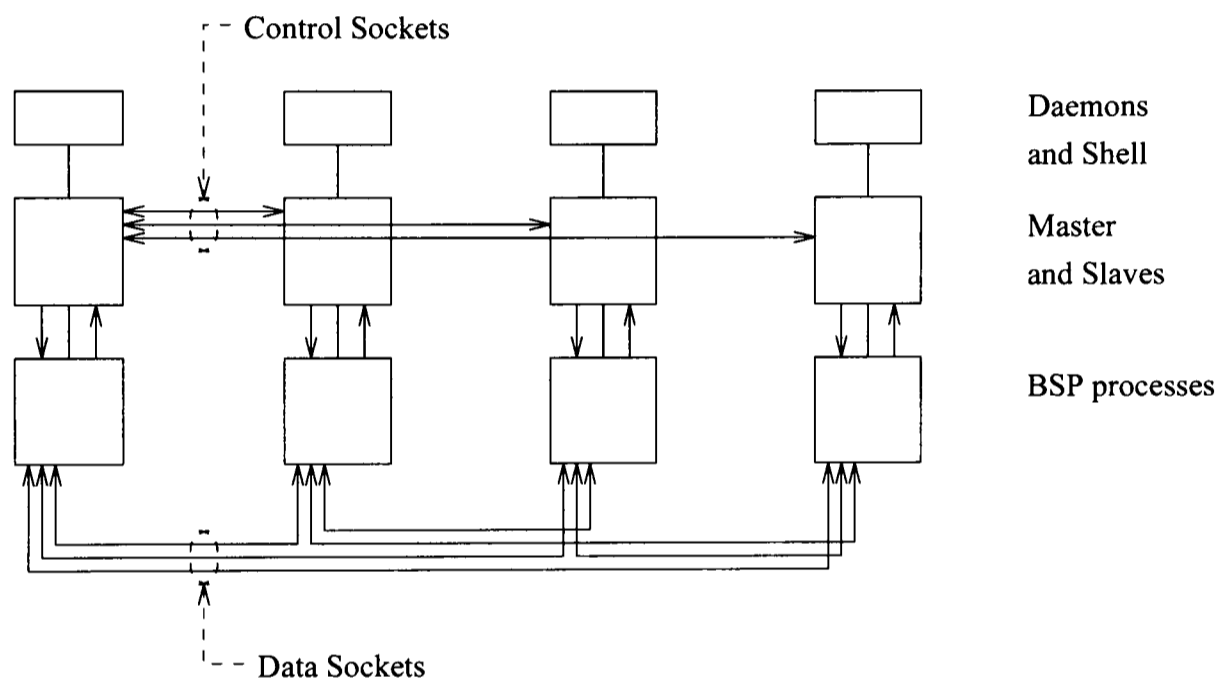 Control Sockets
Daemons
and Shell
Master
and Slaves
BSP processes
Data Sockets